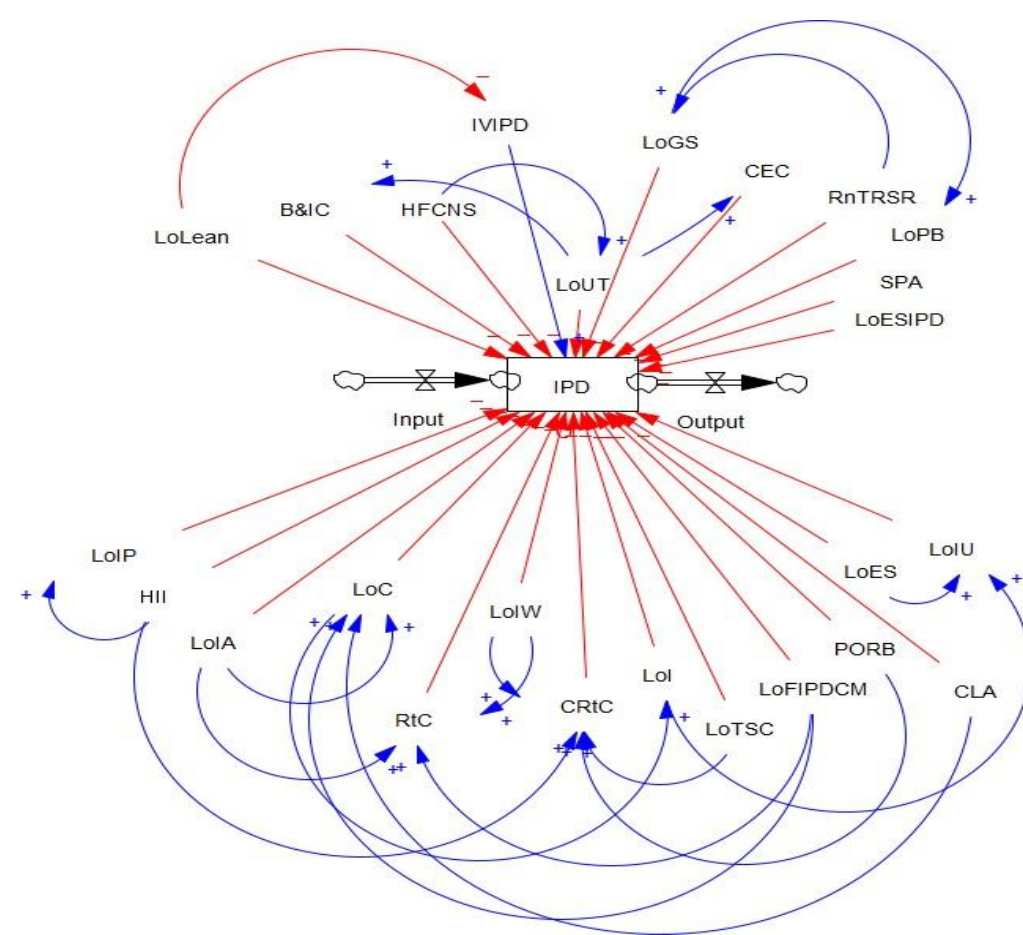 IVIPD
LoGS
CEC
B&IC
HFCNS
RnTRSR
LoLean
LoPB
LoUT
SPA
LoESIPD
IPD
Input
Output
LoIP
HII
LoC
LoES
LoIU
LoIA
LoIW
PORB
RtC
CRtC
LoI
LoFIPDCM
CLA
LoTSC